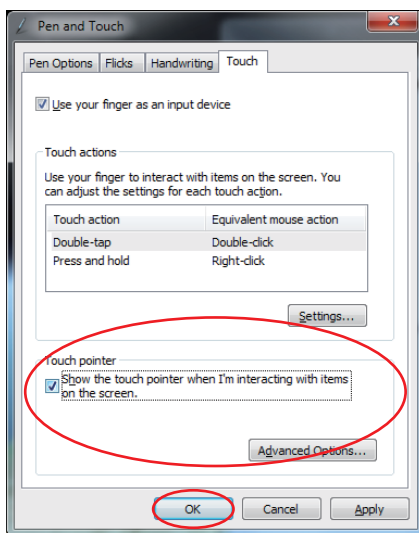 Pen and Touch
Pen Options Flicks Handwriting Touch
Use your finger as an input device
Touch actions
Use your finger to interact with items on the screen. You
can adjust the settings for each touch action.
Touch action Equivalent mouse action
Double-tap Double-click
Press and hold Right-click
Settings...
Touch pointer
Show the touch pointer when I'm interacting with items
on the screen.
Advanced Options...
OK Cancel Apply